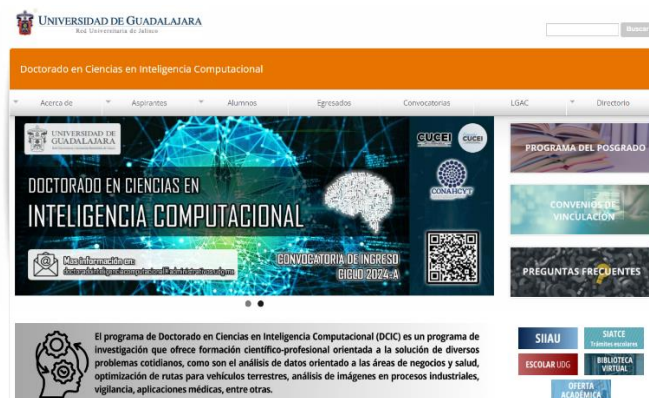 UNIVERSIDAD DE GUADALAJARA
Red Universitaria de Jalisco
Buscar
Doctorado en Ciencias en Inteligencia Computacional
Acerca de Aspirantes Alumnos Egresados Convocatorias LGAC Directorio
UNIVERSIDAD DE
GUADALAJARA
CUCEI CUCEI
CONAHCYT
DOCTORADO EN CIENCIAS EN
INTELIGENCIA COMPUTACIONAL
Mas información en:
CONVOCATORIA DE INGRESO
CICLO 2024-A
PROGRAMA DEL POSGRADO
CONVENIOS DE
VINCULACIÓN
PREGUNTAS FRECUENTES
El programa de Doctorado en Ciencias en Inteligencia Computacional (DCIC) es un programa de
investigación que ofrece formación científico-profesional orientada a la solución de diversos
problemas cotidianos, como son el análisis de datos orientado a las áreas de negocios y salud,
optimización de rutas para vehículos terrestres, análisis de imágenes en procesos industriales,
vigilancia, aplicaciones médicas, entre otras.
SIIAU
SIATCE
Trámites escolares
ESCOLAR UDG
BIBLIOTECA
VIRTUAL
OFERTA
ACADÉMICA